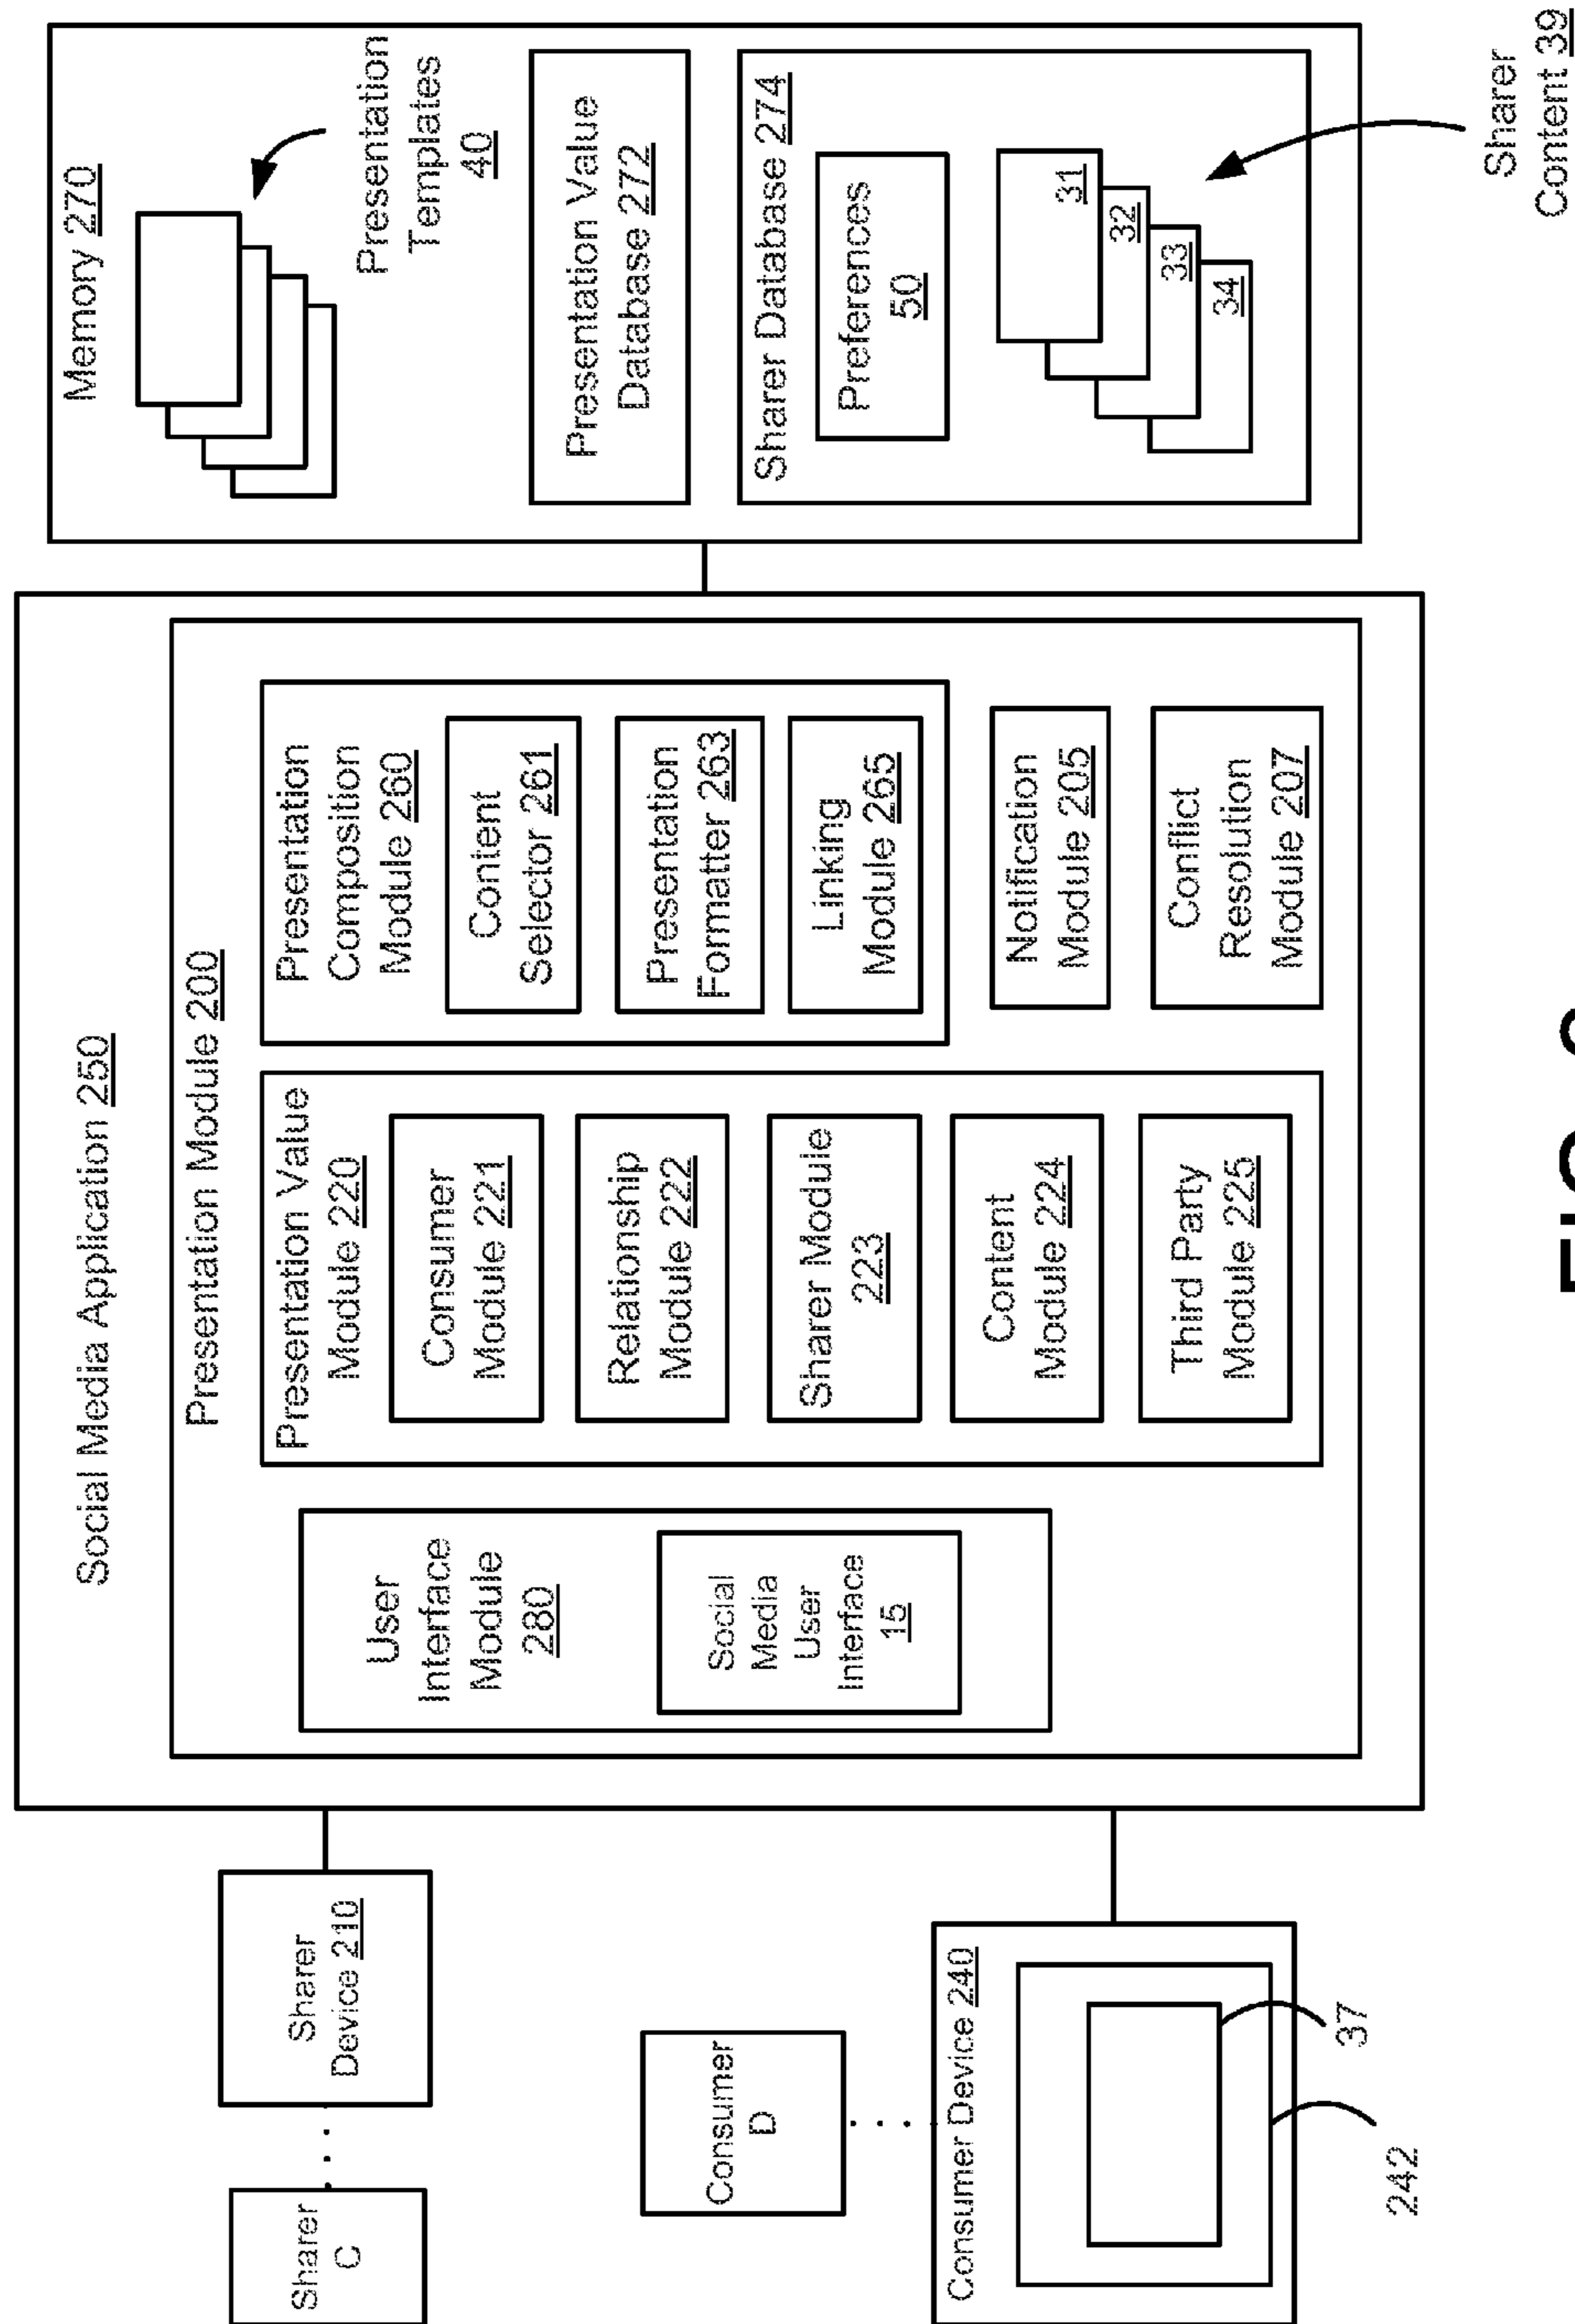 Sharer
C
Sharer
Device 210
Consumer
D
Consumer Device 240
37
242
Social Media Application 250
Presentation Module 200
User
Interface
Module
280
Social
Media
User
Interface
15
Presentation Value
Module 220
Consumer
Module 221
Relationship
Module 222
Sharer Module
223
Content
Module 224
Third Party
Module 225
Presentation
Composition
Module 260
Content
Selector 261
Presentation
Formatter 263
Linking
Module 265
Notification
Module 205
Conflict
Resolution
Module 207
Memory 270
Presentation
Templates
40
Presentation Value
Database 272
Sharer Database 274
Preferences
50
31
32
33
34
Sharer
Content 39